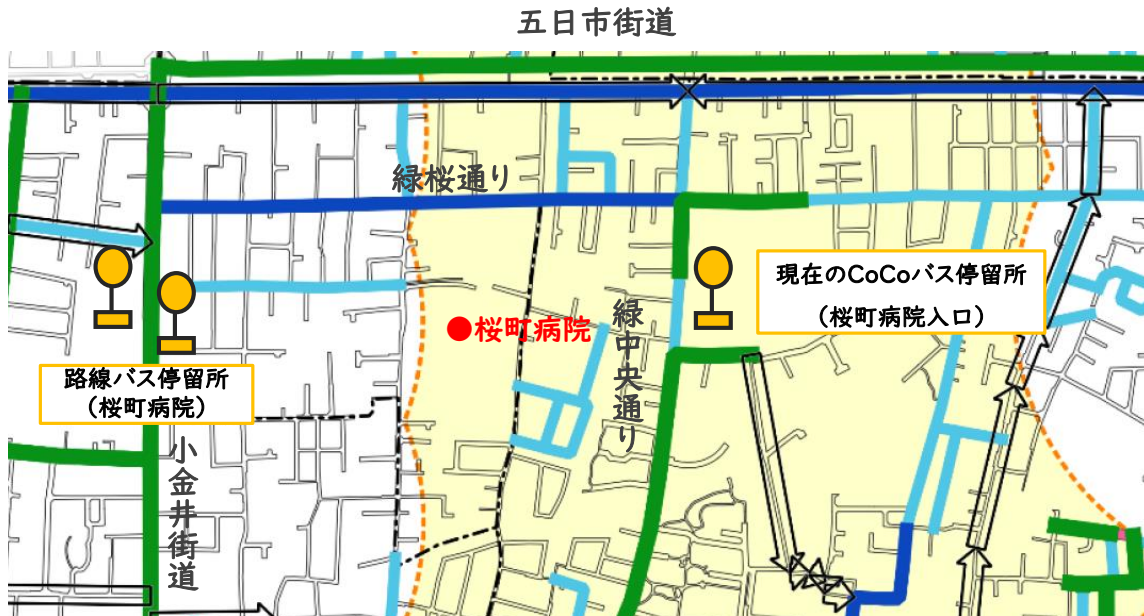 五日市街道
緑桜通り
現在のCoCoバス停留所
（桜町病院入口）
●桜町病院
緑中央通り
路線バス停留所
（桜町病院）
小金井街道